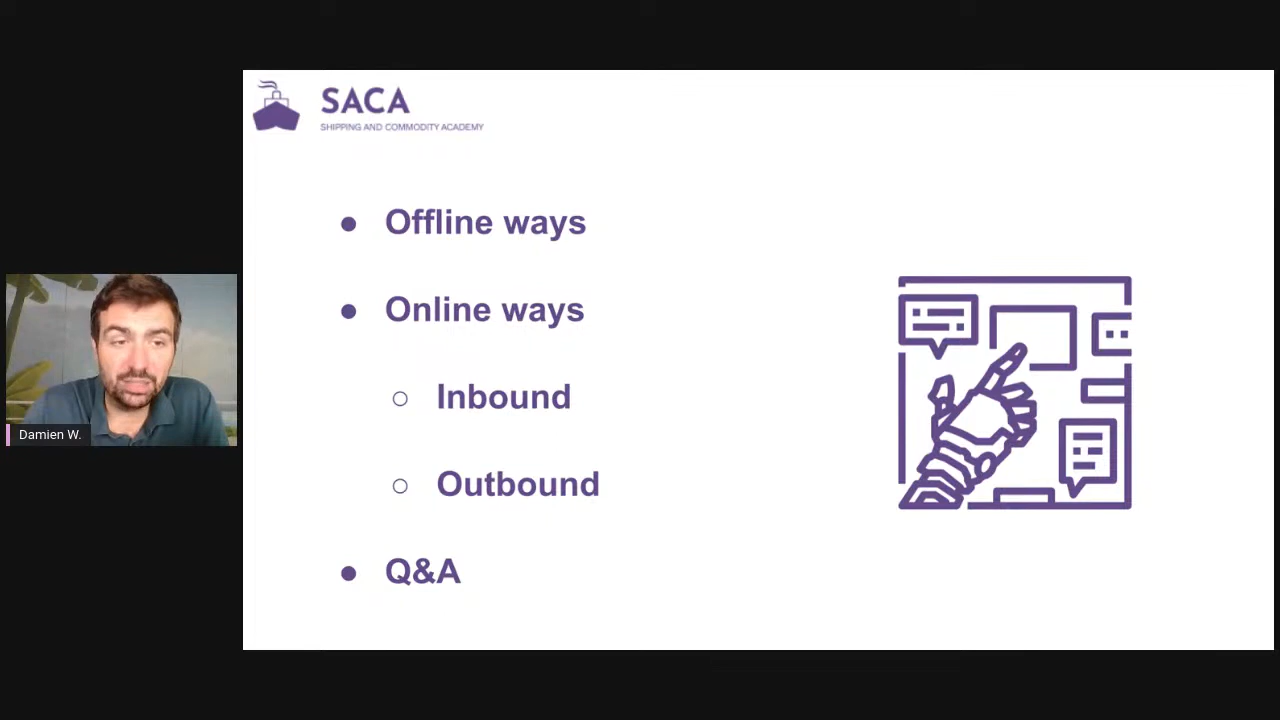 SACA
SHIPPING AND COMMODITY ACADEMY
● Offline ways
● Online ways
○ Inbound
○ Outbound
● Q&A
Damien W.